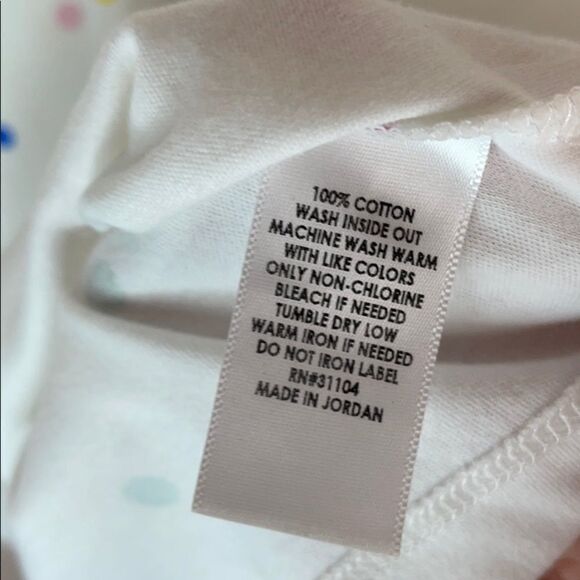 100% COTTON
WASH INSIDE OUT
MACHINE WASH WARM
WITH LIKE COLORS
ONLY NON-CHLORINE
BLEACH IF NEEDED
TUMBLE DRY LOW
WARM IRON IF NEEDED
DO NOT IRON LABEL
RN#31104
MADE IN JORDAN